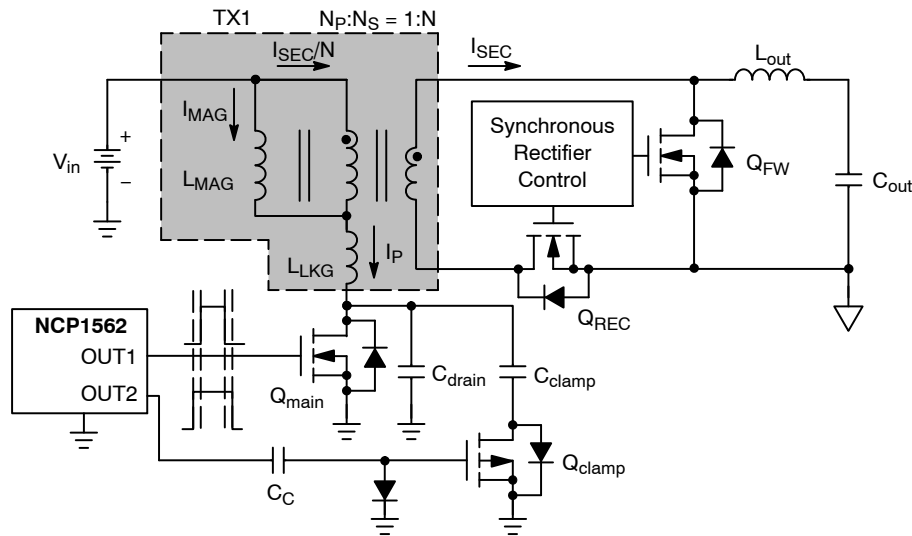 TX1
NP:NS = 1:N
ISEC/N
ISEC
Lout
IMAG
Vin
+
−
LMAG
Synchronous
Rectifier
Control
QFW
Cout
LLKG
IP
QREC
NCP1562
OUT1
OUT2
Qmain
Cdrain
Cclamp
Qclamp
CC